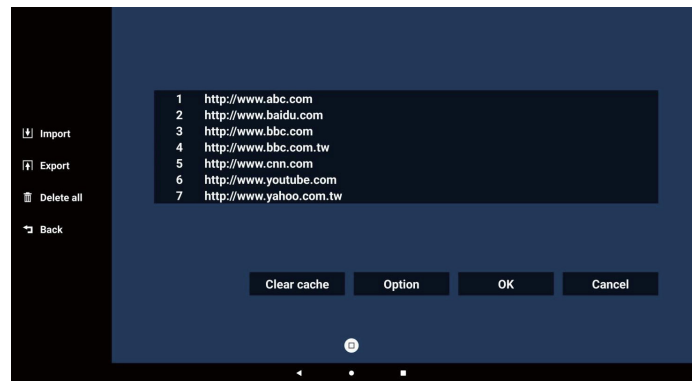 Import
Export
Delete all
Back
1 http://www.abc.com
2 http://www.baidu.com
3 http://www.bbc.com
4 http://www.bbc.com.tw
5 http://www.cnn.com
6 http://www.youtube.com
7 http://www.yahoo.com.tw
Clear cache Option OK Cancel